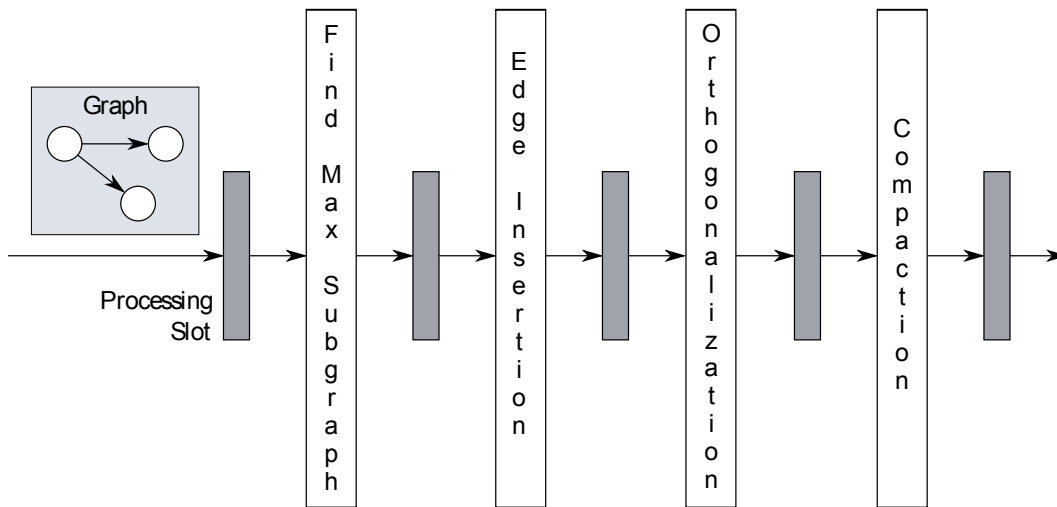 Graph
Processing
Slot
Find Max Subgraph
Edge Insertion
Orthogonalization
Compaction